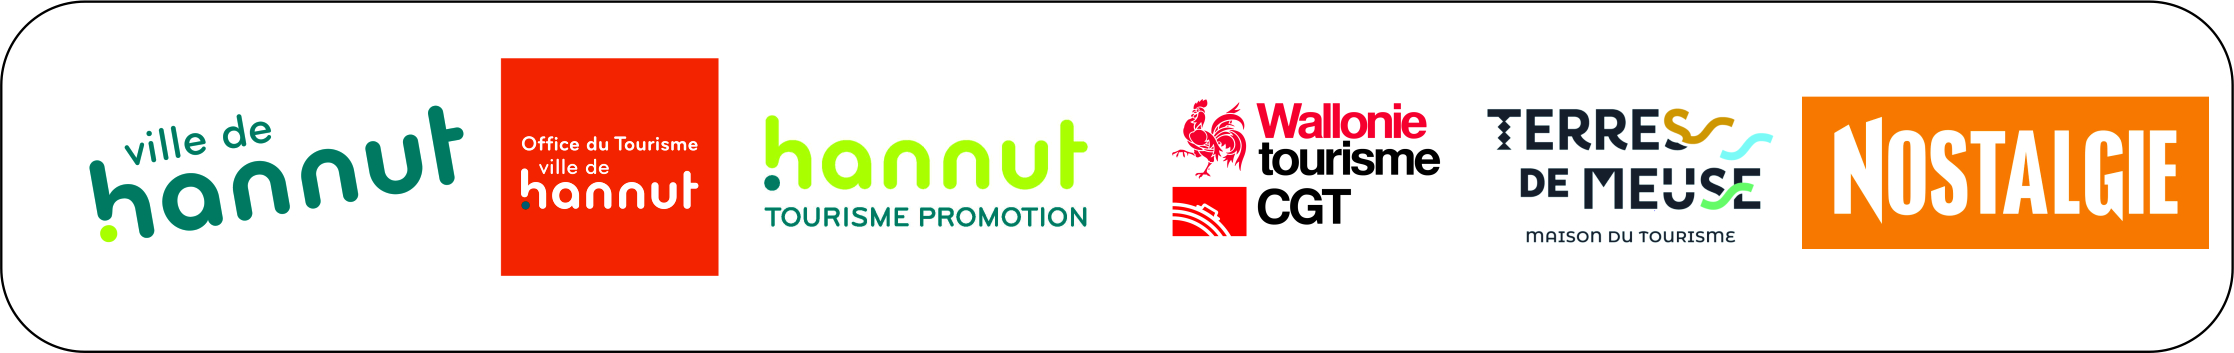 ville de
hannut
Office du Tourisme
ville de
hannut
hannut
TOURISME PROMOTION
Wallonie
tourisme
CGT
TERRES
DE MEUSE
MAISON DU TOURISME
NOSTALGIE